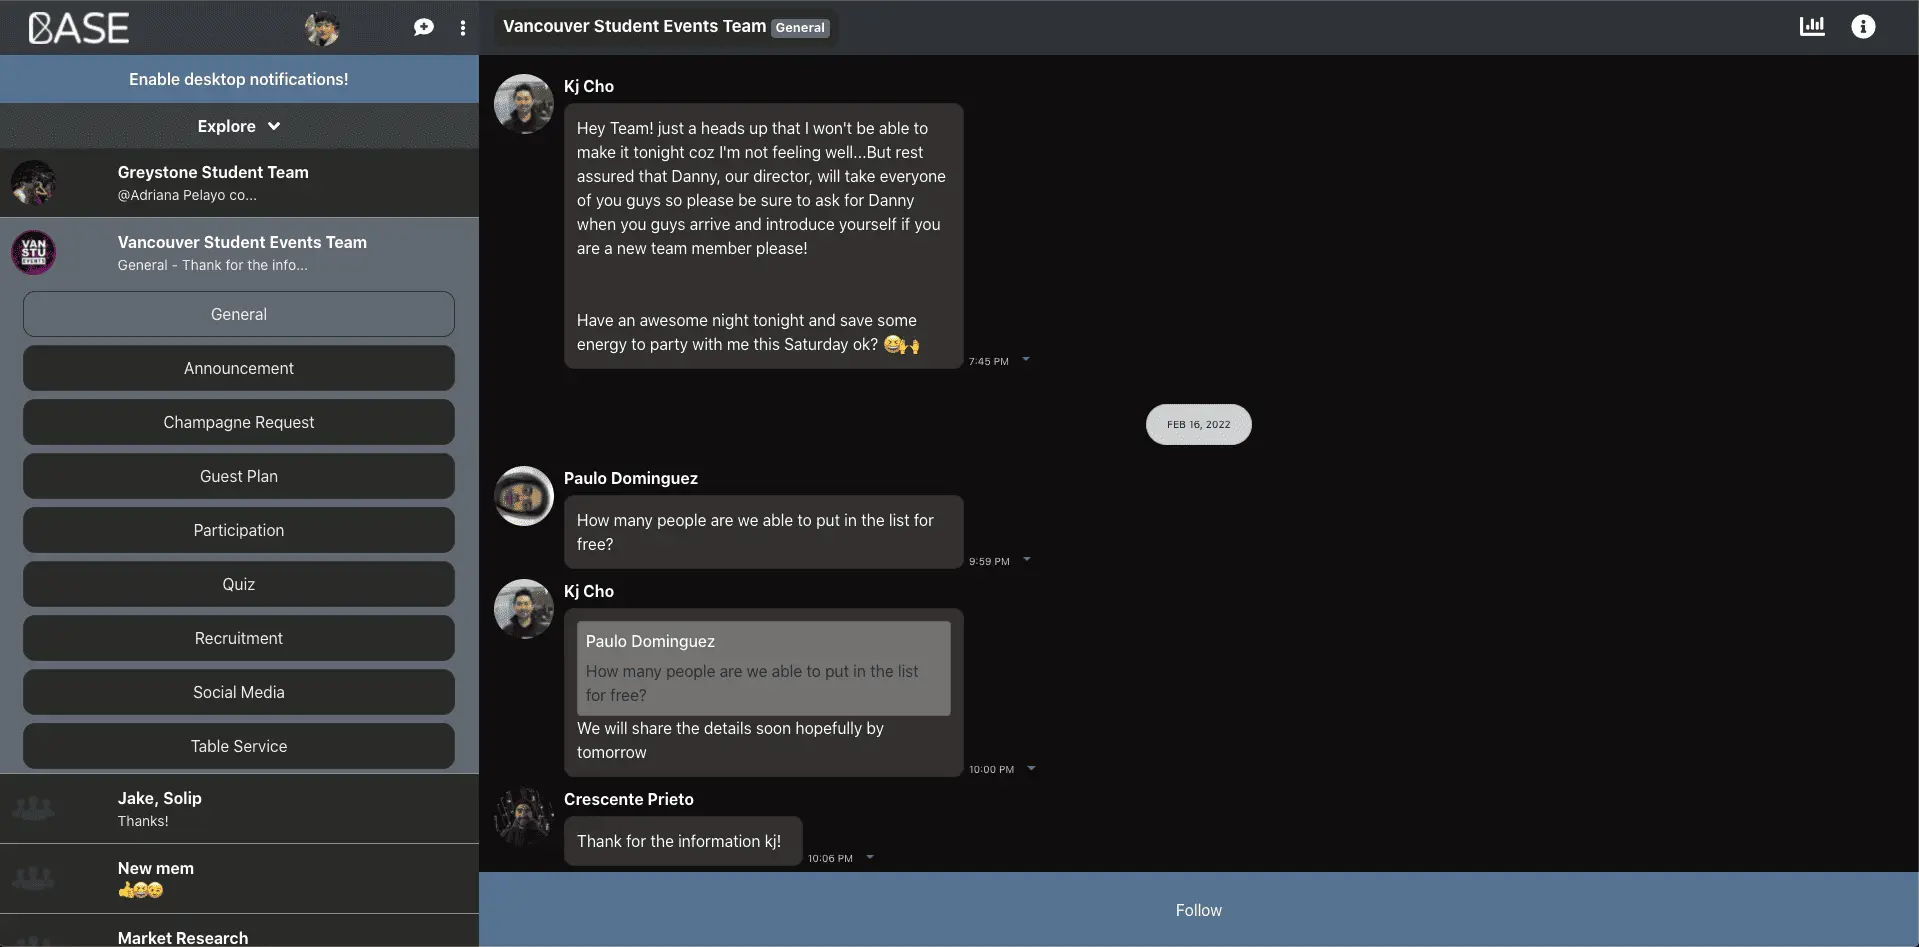 BASE
Enable desktop notifications!
Explore
Greystone Student Team
@Adriana Pelayo co...
VAN
STU
EVENTS
Vancouver Student Events Team
General - Thank for the info...
General
Announcement
Champagne Request
Guest Plan
Participation
Quiz
Recruitment
Social Media
Table Service
Jake, Solip
Thanks!
New mem
👍😆😉
Market Research
Vancouver Student Events Team General
Kj Cho
Hey Team! just a heads up that I won't be able to
make it tonight coz I'm not feeling well...But rest
assured that Danny, our director, will take everyone
of you guys so please be sure to ask for Danny
when you guys arrive and introduce yourself if you
are a new team member please!
Have an awesome night tonight and save some
energy to party with me this Saturday ok? 😆🙌
7:45 PM
FEB 16, 2022
Paulo Dominguez
How many people are we able to put in the list for
free?
9:59 PM
Kj Cho
Paulo Dominguez
How many people are we able to put in the list
for free?
We will share the details soon hopefully by
tomorrow
10:00 PM
Crescente Prieto
Thank for the information kj!
10:06 PM
Follow